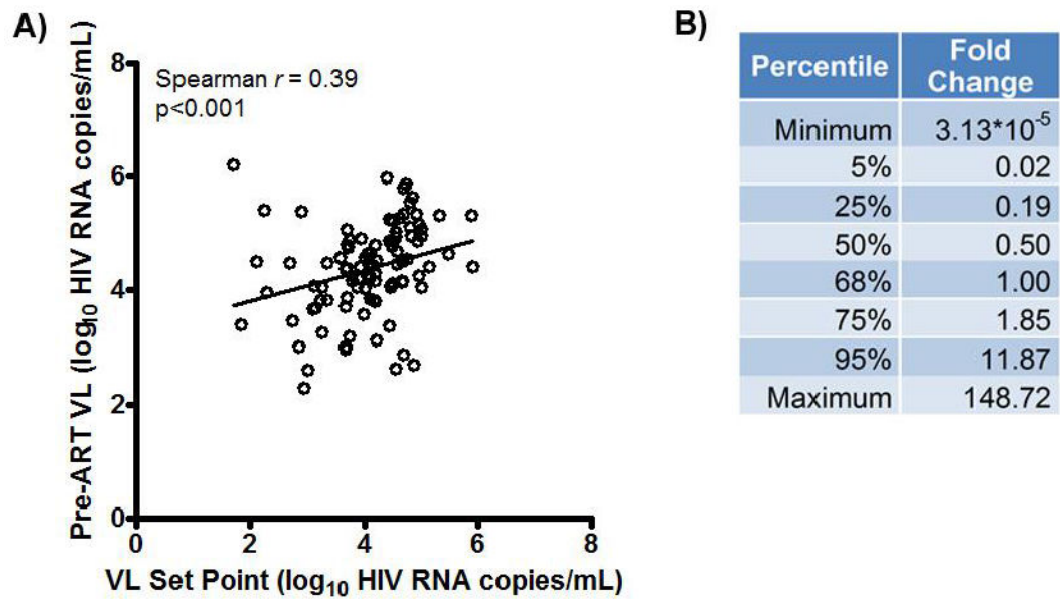 A)
Pre-ART VL (log₁₀ HIV RNA copies/mL)
8
6
4
2
0
Spearman r = 0.39
p<0.001
0 2 4 6 8
VL Set Point (log₁₀ HIV RNA copies/mL)
B)
Percentile Fold Change
Minimum 3.13*10⁻⁵
5% 0.02
25% 0.19
50% 0.50
68% 1.00
75% 1.85
95% 11.87
Maximum 148.72